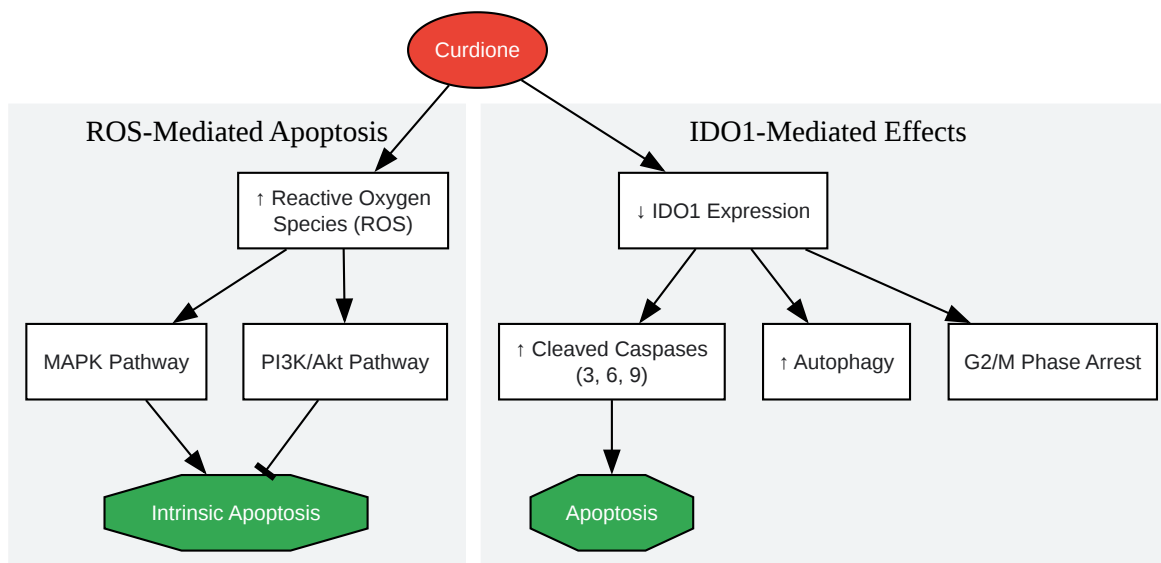 Curdione
ROS-Mediated Apoptosis
IDO1-Mediated Effects
↑ Reactive Oxygen
Species (ROS)
↓ IDO1 Expression
MAPK Pathway
PI3K/Akt Pathway
↑ Cleaved Caspases
(3, 6, 9)
↑ Autophagy
G2/M Phase Arrest
Intrinsic Apoptosis
Apoptosis